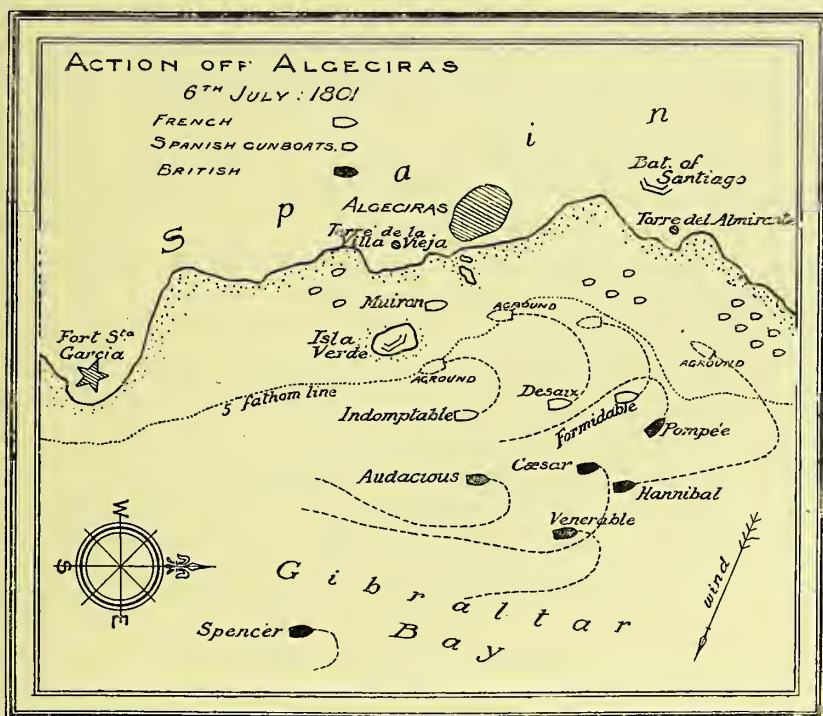 ACTION OFF ALGECIRAS
6TH JULY: 1801
FRENCH
SPANISH GUNBOATS.
BRITISH
S p a i n
Bat. of
Santiago
ALGECIRAS
Torre del Almirante
Torre de la
Villa Vieja
Muiron
AGROUND
Isla
Verde
Fort Sta
Garcia
AGROUND
AGROUND
5 fathom line
Indomptable
Desaix
Formidable
Pompée
Audacious
Cæsar
Hannibal
Venerable
W
S
N
E
Gibraltar
Bay
wind
Spencer